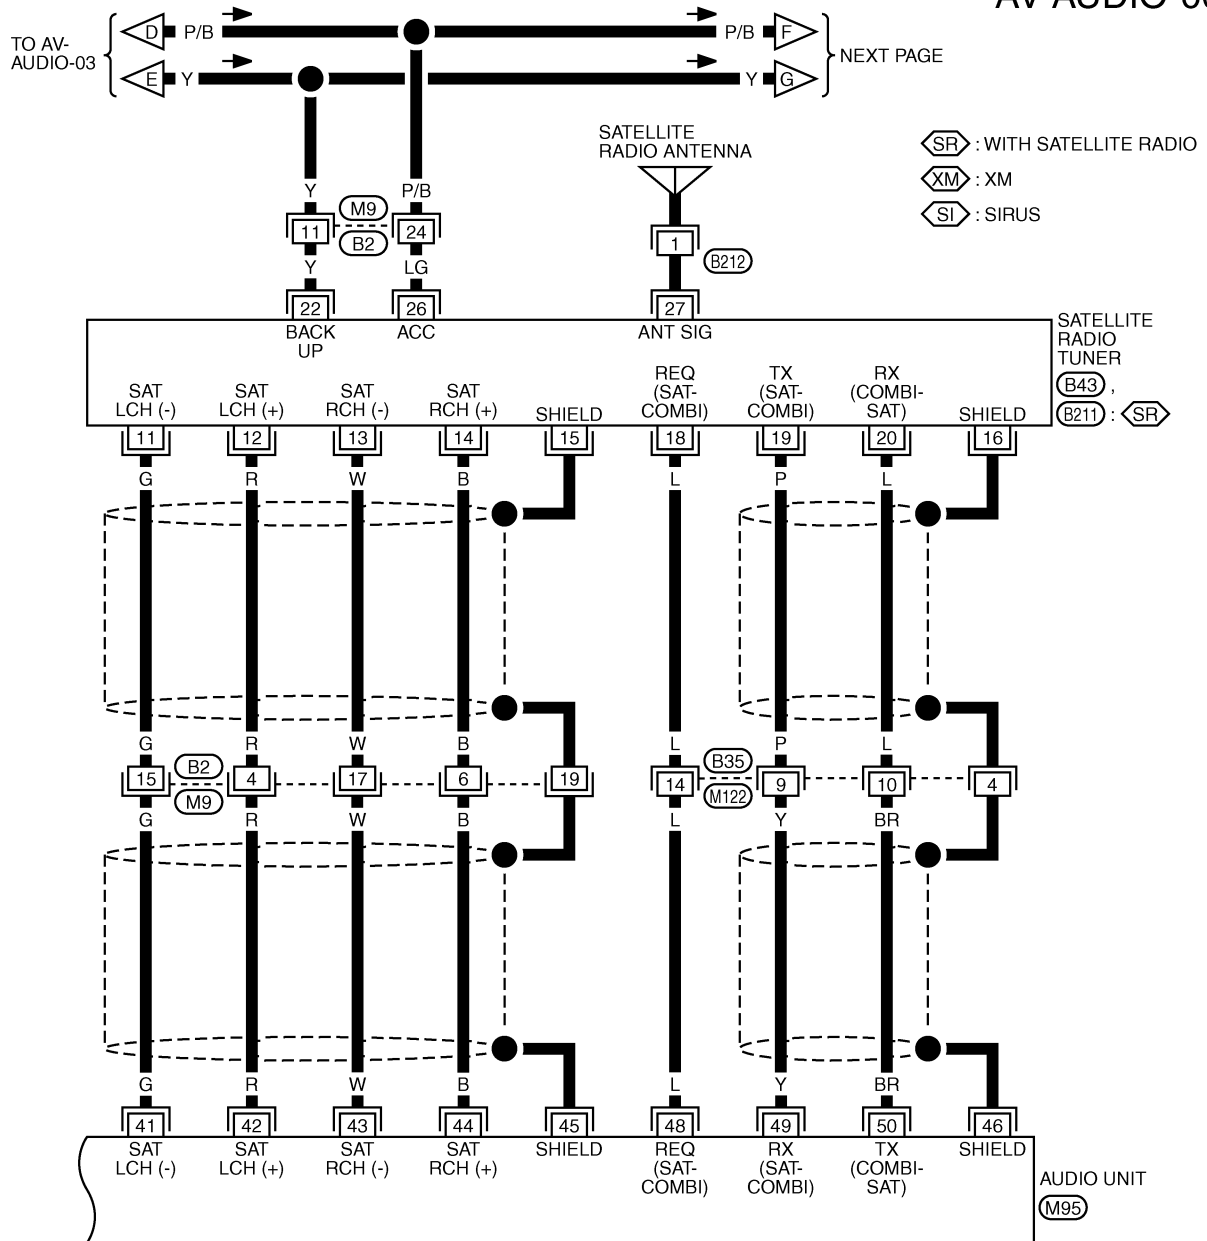 AV-AUDIO-0
TO AV-
AUDIO-03
D P/B P/B F
E Y Y G
NEXT PAGE
SATELLITE
RADIO ANTENNA
SR : WITH SATELLITE RADIO
XM : XM
SI : SIRUS
Y P/B
M9
11 24 1
B2
B212
Y LG
22 26 27
BACK
UP
ACC
ANT SIG
SATELLITE
RADIO
TUNER
B43 ,
B211 : SR
SAT
LCH (-)
SAT
LCH (+)
SAT
RCH (-)
SAT
RCH (+)
SHIELD
REQ
(SAT-
COMBI)
TX
(SAT-
COMBI)
RX
(COMBI-
SAT)
SHIELD
11 12 13 14 15 18 19 20 16
G R W B L P L
G R W B L P L
B2 B35
15 4 17 6 19 14 9 10 4
M9 M122
G R W B L Y BR
G R W B L Y BR
41 42 43 44 45 48 49 50 46
SAT
LCH (-)
SAT
LCH (+)
SAT
RCH (-)
SAT
RCH (+)
SHIELD
REQ
(SAT-
COMBI)
RX
(SAT-
COMBI)
TX
(COMBI-
SAT)
SHIELD
AUDIO UNIT
M95